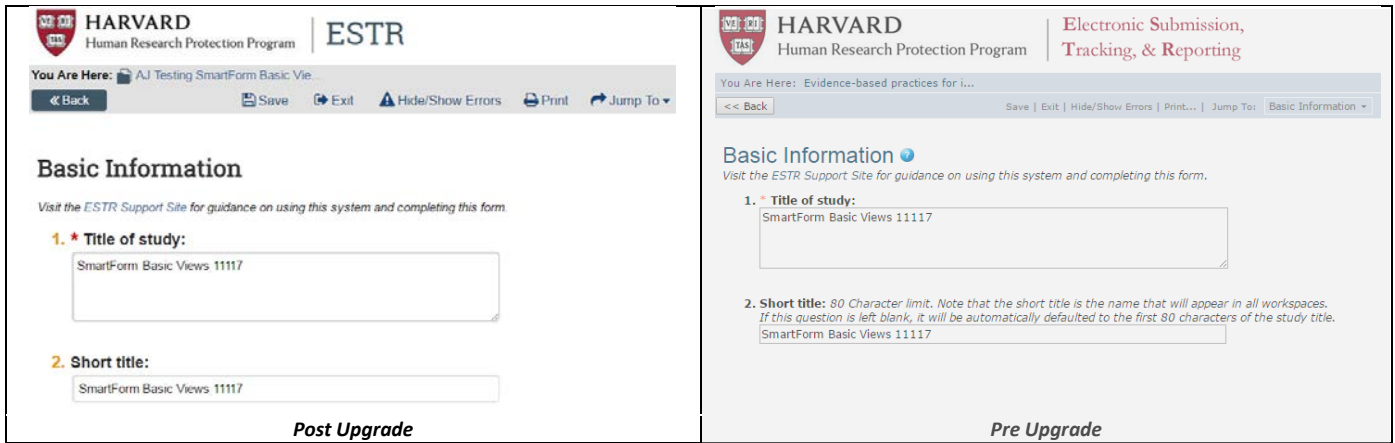 HARVARD
Human Research Protection Program
ESTR
You Are Here: AJ Testing SmartForm Basic Vie...
« Back Save Exit Hide/Show Errors Print Jump To
Basic Information
Visit the ESTR Support Site for guidance on using this system and completing this form.
1. * Title of study:
SmartForm Basic Views 11117
2. Short title:
SmartForm Basic Views 11117
Post Upgrade
VE RI TAS
HARVARD
Human Research Protection Program
Electronic Submission,
Tracking, & Reporting
You Are Here: Evidence-based practices for i...
<< Back Save | Exit | Hide/Show Errors | Print... | Jump To: Basic Information
Basic Information ?
Visit the ESTR Support Site for guidance on using this system and completing this form.
1. * Title of study:
SmartForm Basic Views 11117
2. Short title: 80 Character limit. Note that the short title is the name that will appear in all workspaces.
If this question is left blank, it will be automatically defaulted to the first 80 characters of the study title.
SmartForm Basic Views 11117
Pre Upgrade